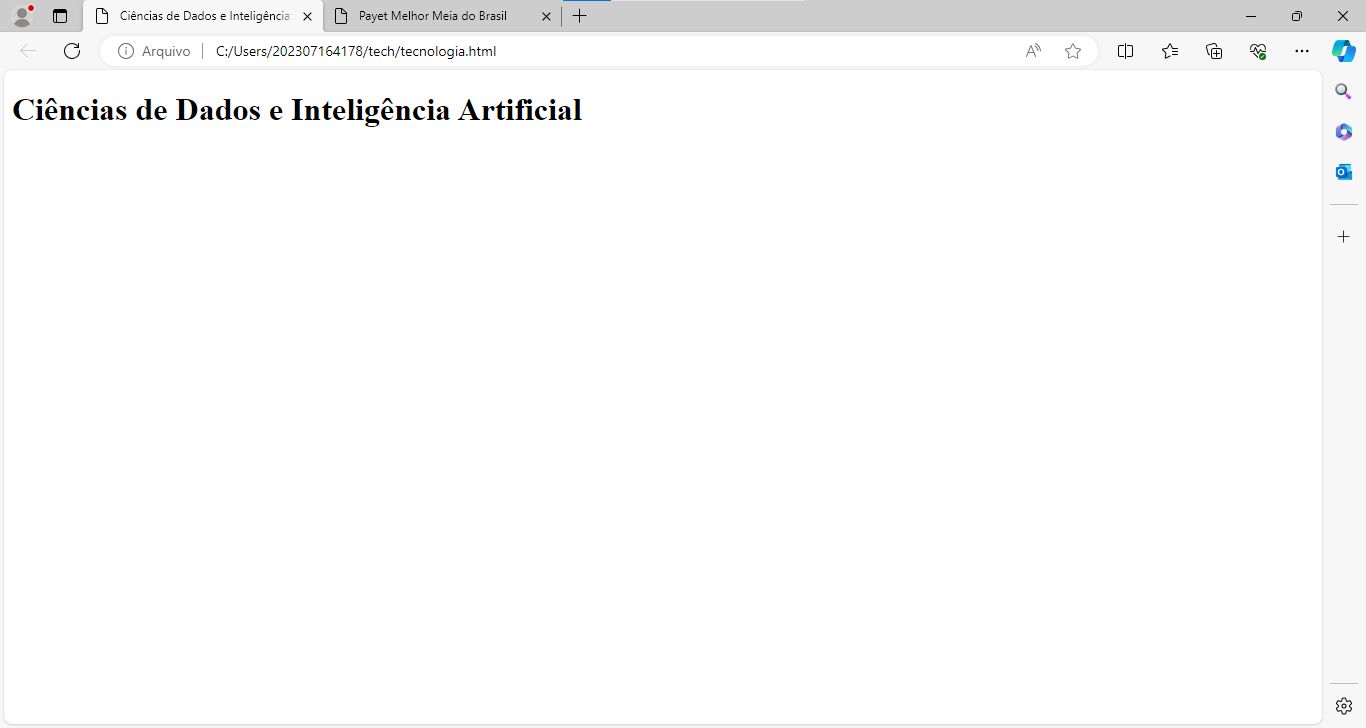 Ciências de Dados e Inteligência
Payet Melhor Meia do Brasil
Arquivo
C:/Users/202307164178/tech/tecnologia.html
Ciências de Dados e Inteligência Artificial